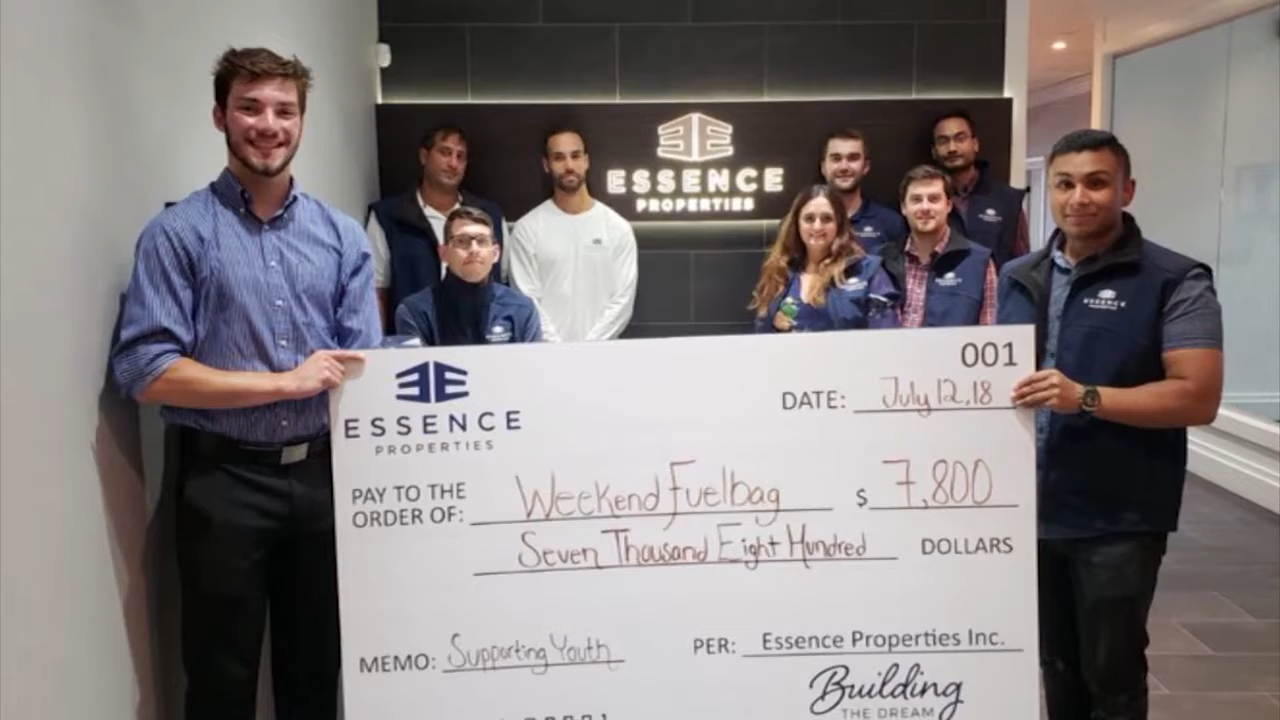 ESSENCE
PROPERTIES
ESSENCE
PROPERTIES
001
DATE: July 12, 18
PAY TO THE
ORDER OF: Weekend Fuelbag $ 7,800
Seven Thousand Eight Hundred DOLLARS
MEMO: Supporting Youth
PER: Essence Properties Inc.
Building
THE DREAM